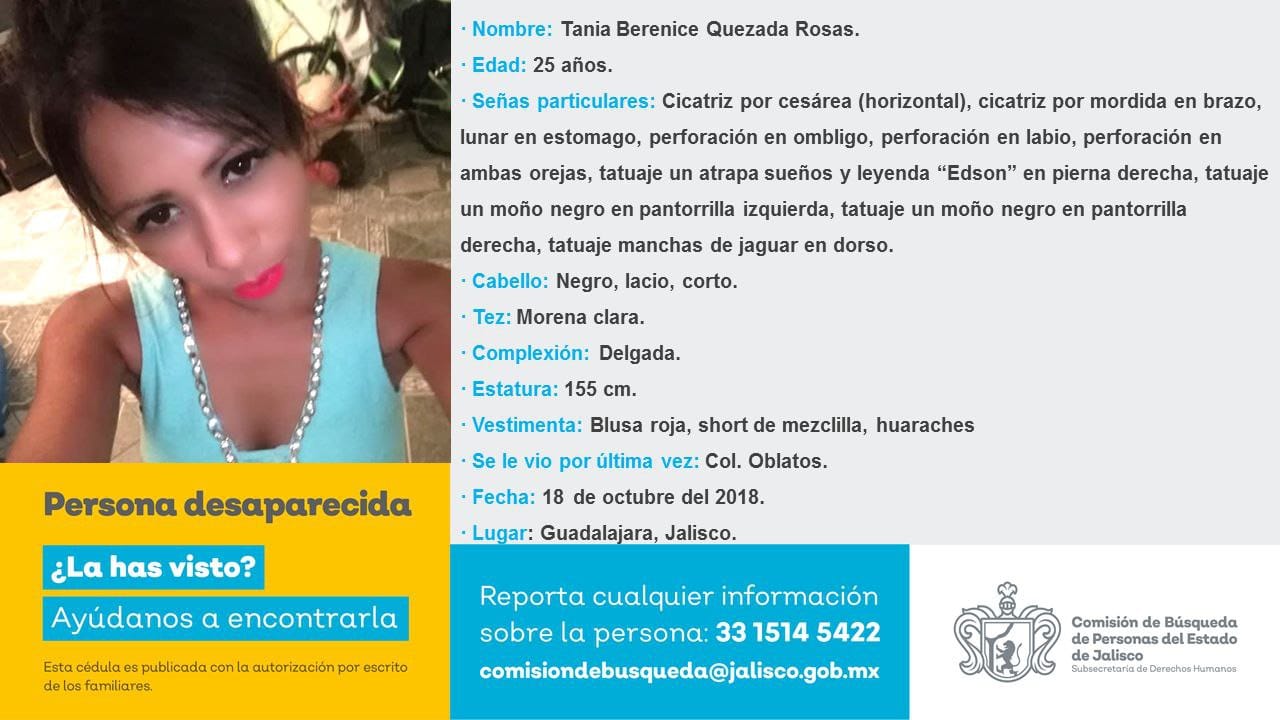 · Nombre: Tania Berenice Quezada Rosas.
· Edad: 25 años.
· Señas particulares: Cicatriz por cesárea (horizontal), cicatriz por mordida en brazo,
lunar en estomago, perforación en ombligo, perforación en labio, perforación en
ambas orejas, tatuaje un atrapa sueños y leyenda “Edson” en pierna derecha, tatuaje
un moño negro en pantorrilla izquierda, tatuaje un moño negro en pantorrilla
derecha, tatuaje manchas de jaguar en dorso.
· Cabello: Negro, lacio, corto.
· Tez: Morena clara.
· Complexión: Delgada.
· Estatura: 155 cm.
· Vestimenta: Blusa roja, short de mezclilla, huaraches
· Se le vio por última vez: Col. Oblatos.
· Fecha: 18 de octubre del 2018.
· Lugar: Guadalajara, Jalisco.
Persona desaparecida
¿La has visto?
Ayúdanos a encontrarla
Esta cédula es publicada con la autorización por escrito
de los familiares.
Reporta cualquier información
sobre la persona: 33 1514 5422
comisiondebusqueda@jalisco.gob.mx
Comisión de Búsqueda
de Personas del Estado
de Jalisco
Subsecretaría de Derechos Humanos